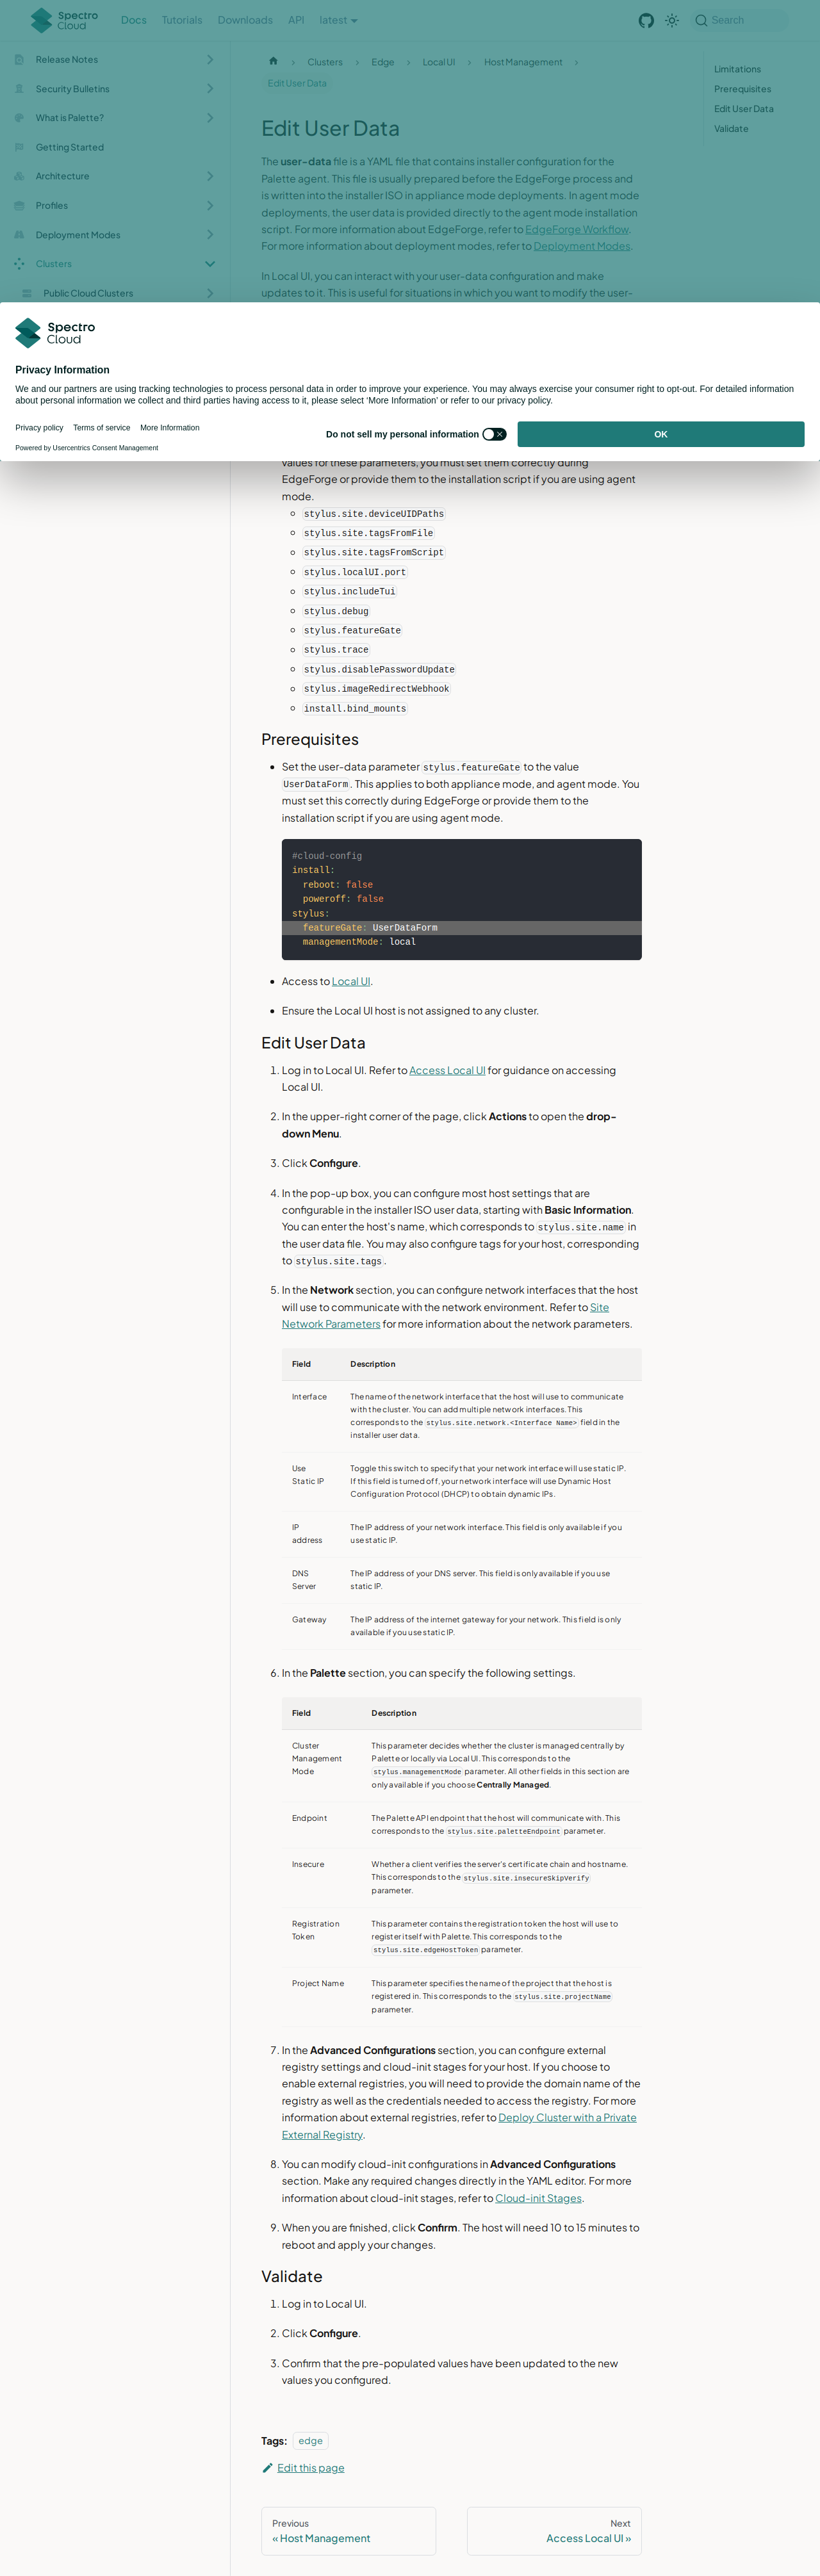 Spectro Cloud
Docs
Tutorials
Downloads
API
latest
Search
Release Notes
Security Bulletins
What is Palette?
Getting Started
Architecture
Profiles
Deployment Modes
Clusters
Public Cloud Clusters
Clusters
Edge
Local UI
Host Management
Edit User Data
Limitations
Prerequisites
Edit User Data
Validate
Edit User Data
The user-data file is a YAML file that contains installer configuration for the
Palette agent. This file is usually prepared before the EdgeForge process and
is written into the installer ISO in appliance mode deployments. In agent mode
deployments, the user data is provided directly to the agent mode installation
script. For more information about EdgeForge, refer to EdgeForge Workflow.
For more information about deployment modes, refer to Deployment Modes.
In Local UI, you can interact with your user-data configuration and make
updates to it. This is useful for situations in which you want to modify the user-
Spectro Cloud
Privacy Information
We and our partners are using tracking technologies to process personal data in order to improve your experience. You may always exercise your consumer right to opt-out. For detailed information
about personal information we collect and third parties having access to it, please select ‘More Information’ or refer to our privacy policy.
Privacy policy
Terms of service
More Information
Powered by Usercentrics Consent Management
Do not sell my personal information
OK
values for these parameters, you must set them correctly during
EdgeForge or provide them to the installation script if you are using agent
mode.
stylus.site.deviceUIDPaths
stylus.site.tagsFromFile
stylus.site.tagsFromScript
stylus.localUI.port
stylus.includeTui
stylus.debug
stylus.featureGate
stylus.trace
stylus.disablePasswordUpdate
stylus.imageRedirectWebhook
install.bind_mounts
Prerequisites
Set the user-data parameter stylus.featureGate to the value
UserDataForm. This applies to both appliance mode, and agent mode. You
must set this correctly during EdgeForge or provide them to the
installation script if you are using agent mode.
#cloud-config
install:
reboot: false
poweroff: false
stylus:
featureGate: UserDataForm
managementMode: local
Access to Local UI.
Ensure the Local UI host is not assigned to any cluster.
Edit User Data
1. Log in to Local UI. Refer to Access Local UI for guidance on accessing
Local UI.
2. In the upper-right corner of the page, click Actions to open the drop-
down Menu.
3. Click Configure.
4. In the pop-up box, you can configure most host settings that are
configurable in the installer ISO user data, starting with Basic Information.
You can enter the host's name, which corresponds to stylus.site.name in
the user data file. You may also configure tags for your host, corresponding
to stylus.site.tags.
5. In the Network section, you can configure network interfaces that the host
will use to communicate with the network environment. Refer to Site
Network Parameters for more information about the network parameters.
Field
Description
Interface
The name of the network interface that the host will use to communicate
with the cluster. You can add multiple network interfaces. This
corresponds to the stylus.site.network.<Interface Name> field in the
installer user data.
Use
Static IP
Toggle this switch to specify that your network interface will use static IP.
If this field is turned off, your network interface will use Dynamic Host
Configuration Protocol (DHCP) to obtain dynamic IPs.
IP
address
The IP address of your network interface. This field is only available if you
use static IP.
DNS
Server
The IP address of your DNS server. This field is only available if you use
static IP.
Gateway
The IP address of the internet gateway for your network. This field is only
available if you use static IP.
6. In the Palette section, you can specify the following settings.
Field
Description
Cluster
Management
Mode
This parameter decides whether the cluster is managed centrally by
Palette or locally via Local UI. This corresponds to the
stylus.managementMode parameter. All other fields in this section are
only available if you choose Centrally Managed.
Endpoint
The Palette API endpoint that the host will communicate with. This
corresponds to the stylus.site.paletteEndpoint parameter.
Insecure
Whether a client verifies the server's certificate chain and hostname.
This corresponds to the stylus.site.insecureSkipVerify
parameter.
Registration
Token
This parameter contains the registration token the host will use to
register itself with Palette. This corresponds to the
stylus.site.edgeHostToken parameter.
Project Name
This parameter specifies the name of the project that the host is
registered in. This corresponds to the stylus.site.projectName
parameter.
7. In the Advanced Configurations section, you can configure external
registry settings and cloud-init stages for your host. If you choose to
enable external registries, you will need to provide the domain name of the
registry as well as the credentials needed to access the registry. For more
information about external registries, refer to Deploy Cluster with a Private
External Registry.
8. You can modify cloud-init configurations in Advanced Configurations
section. Make any required changes directly in the YAML editor. For more
information about cloud-init stages, refer to Cloud-init Stages.
9. When you are finished, click Confirm. The host will need 10 to 15 minutes to
reboot and apply your changes.
Validate
1. Log in to Local UI.
2. Click Configure.
3. Confirm that the pre-populated values have been updated to the new
values you configured.
Tags:
edge
Edit this page
Previous
« Host Management
Next
Access Local UI »